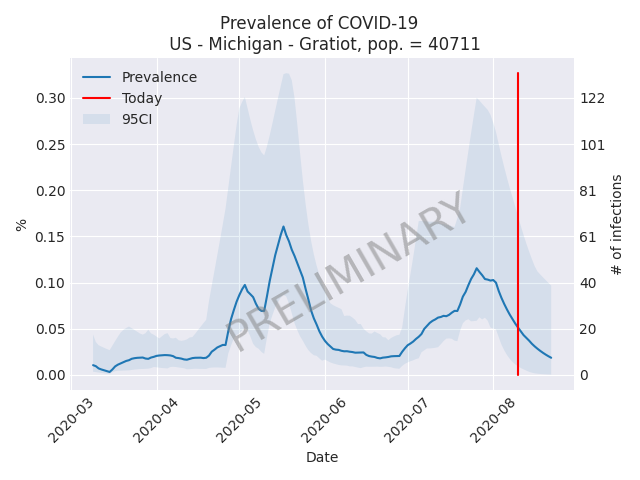 Prevalence of COVID-19
US - Michigan - Gratiot, pop. = 40711
Prevalence
Today
95CI
0.30
0.25
0.20
0.15
0.10
0.05
0.00
%
122
101
81
61
40
20
0
# of infections
PRELIMINARY
2020-03
2020-04
2020-05
2020-06
2020-07
2020-08
Date